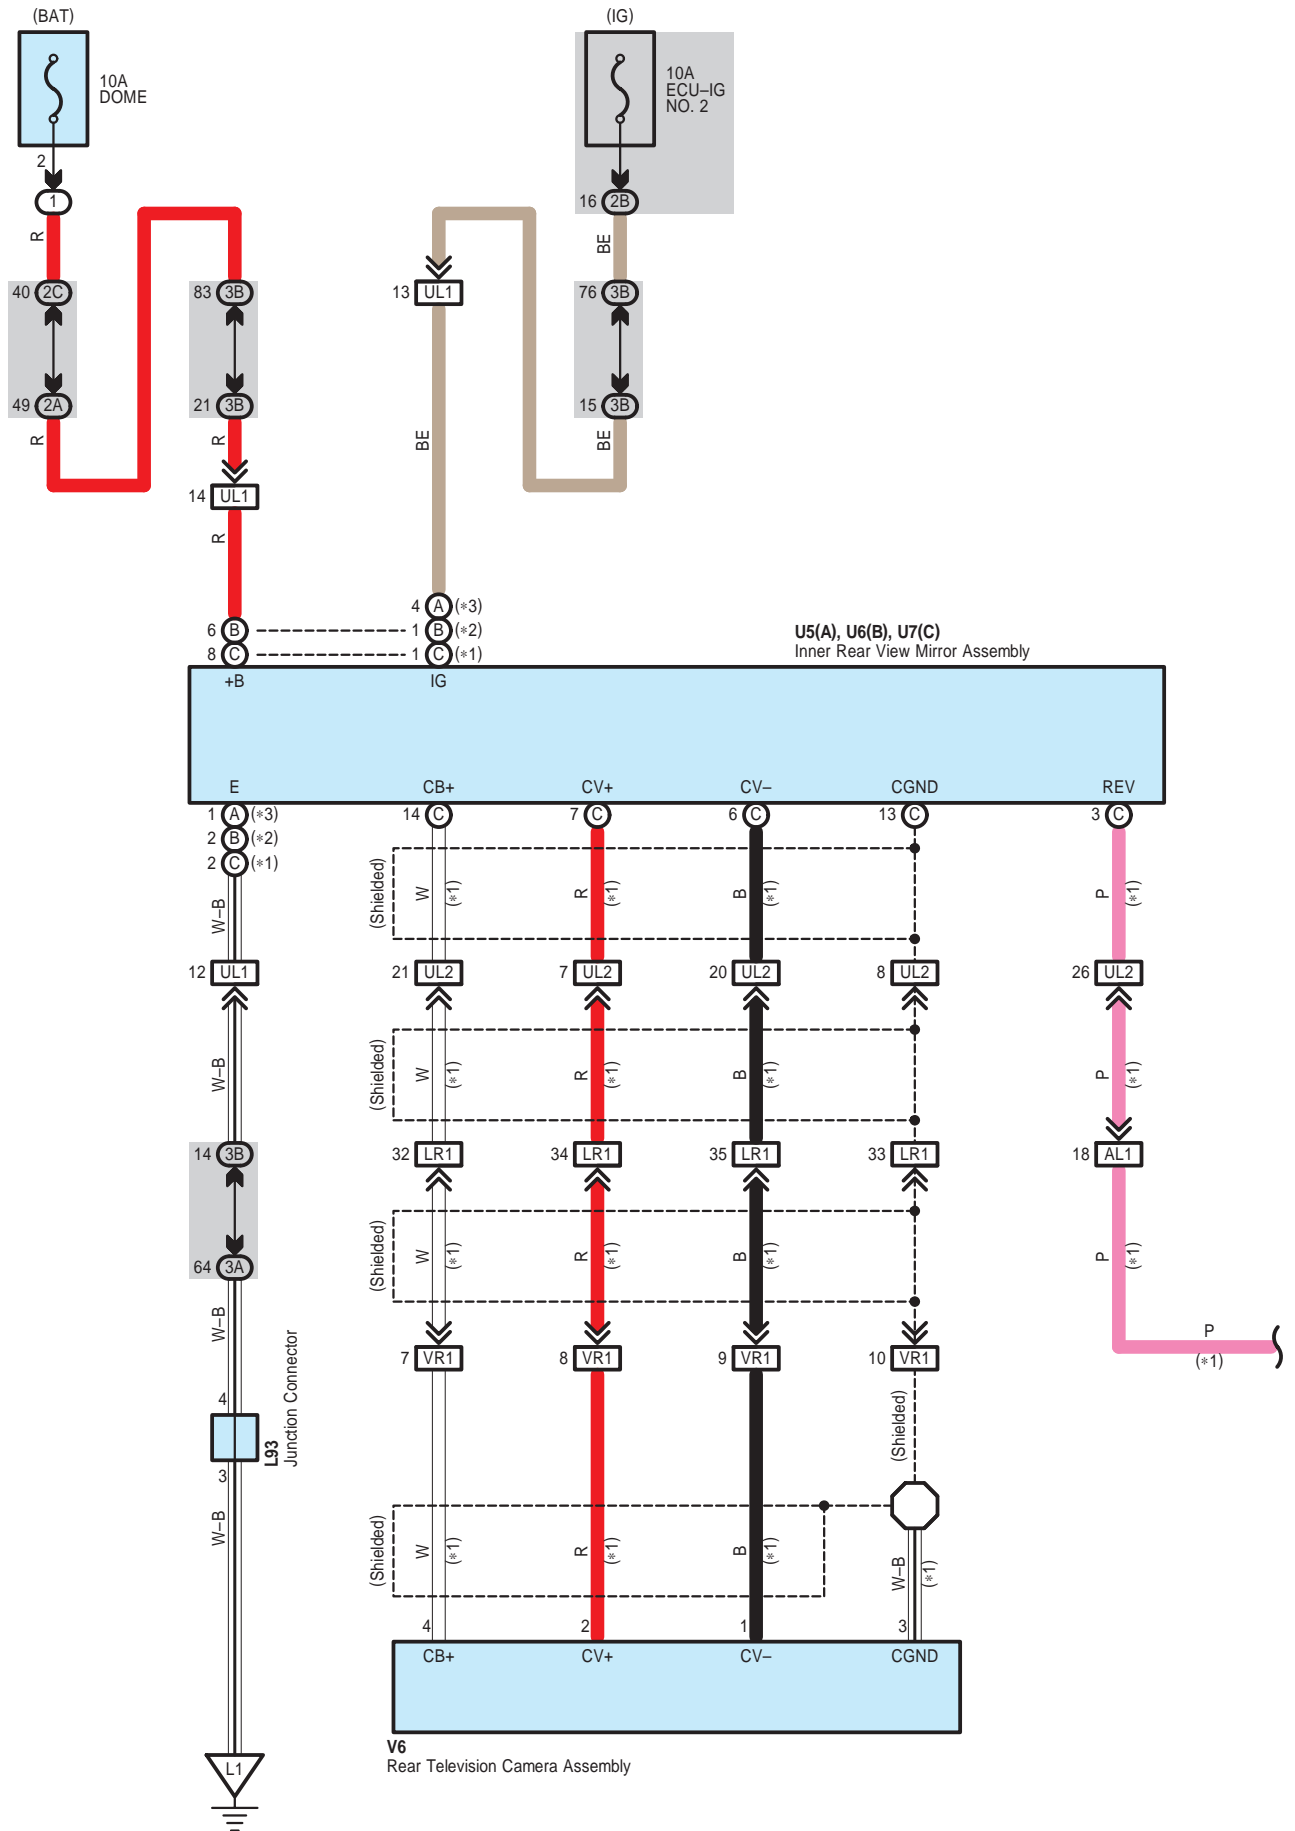 (BAT)
(IG)
10A
DOME
10A
ECU–IG
NO. 2
2
1
16 2B
R
BE
40 2C
83 3B
13 UL1
76 3B
49 2A
21 3B
15 3B
R
R
BE
BE
14 UL1
R
4 A (*3)
6 B
1 B (*2)
8 C
1 C (*1)
U5(A), U6(B), U7(C)
Inner Rear View Mirror Assembly
+B
IG
E
CB+
CV+
CV–
CGND
REV
1 A (*3)
2 B (*2)
2 C (*1)
14 C
7 C
6 C
13 C
3 C
W–B
(Shielded)
W
(*1)
R
(*1)
B
(*1)
P
(*1)
12 UL1
21 UL2
7 UL2
20 UL2
8 UL2
26 UL2
W–B
(Shielded)
W
(*1)
R
(*1)
B
(*1)
P
(*1)
14 3B
32 LR1
34 LR1
35 LR1
33 LR1
18 AL1
64 3A
(Shielded)
W
(*1)
R
(*1)
B
(*1)
P
(*1)
W–B
P
(*1)
7 VR1
8 VR1
9 VR1
10 VR1
4
L93
Junction Connector
3
(Shielded)
W–B
(Shielded)
W
(*1)
R
(*1)
B
(*1)
W–B
(*1)
4
2
1
3
CB+
CV+
CV–
CGND
V6
Rear Television Camera Assembly
L1